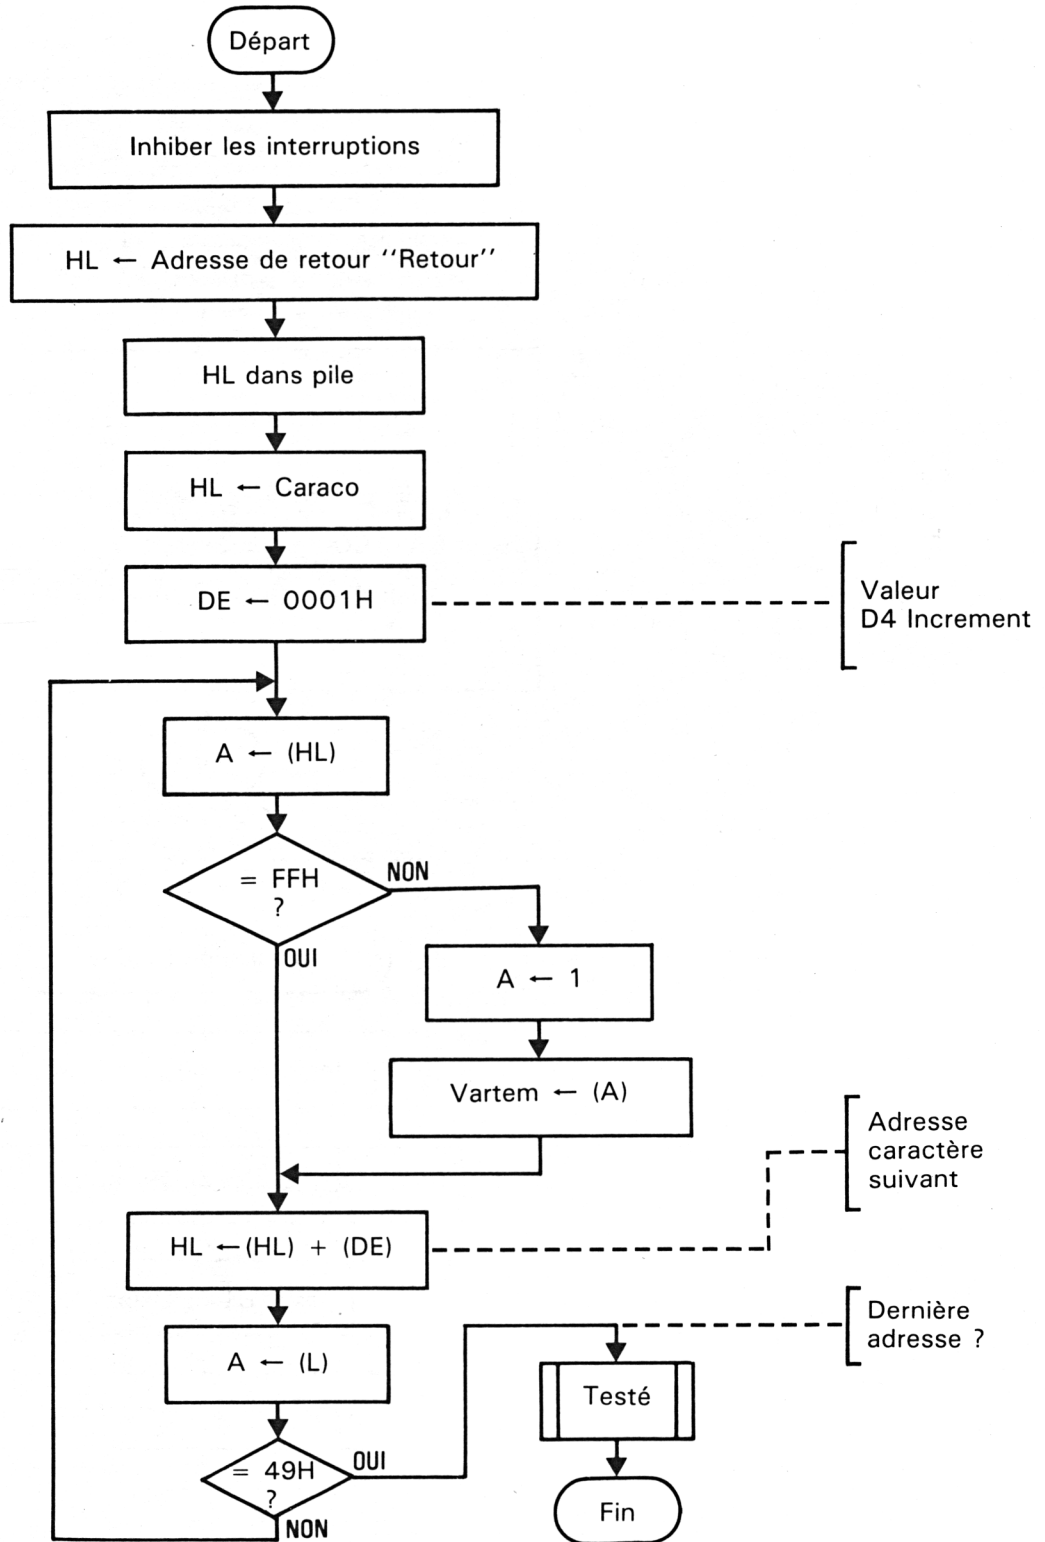 Départ
Inhiber les interruptions
HL ← Adresse de retour ‘‘Retour’’
HL dans pile
HL ← Caraco
DE ← 0001H
Valeur
D4 Increment
A ← (HL)
= FFH
?
NON
OUI
A ← 1
Vartem ← (A)
Adresse
caractère
suivant
HL ← (HL) + (DE)
Dernière
adresse ?
A ← (L)
Testé
= 49H
?
OUI
NON
Fin